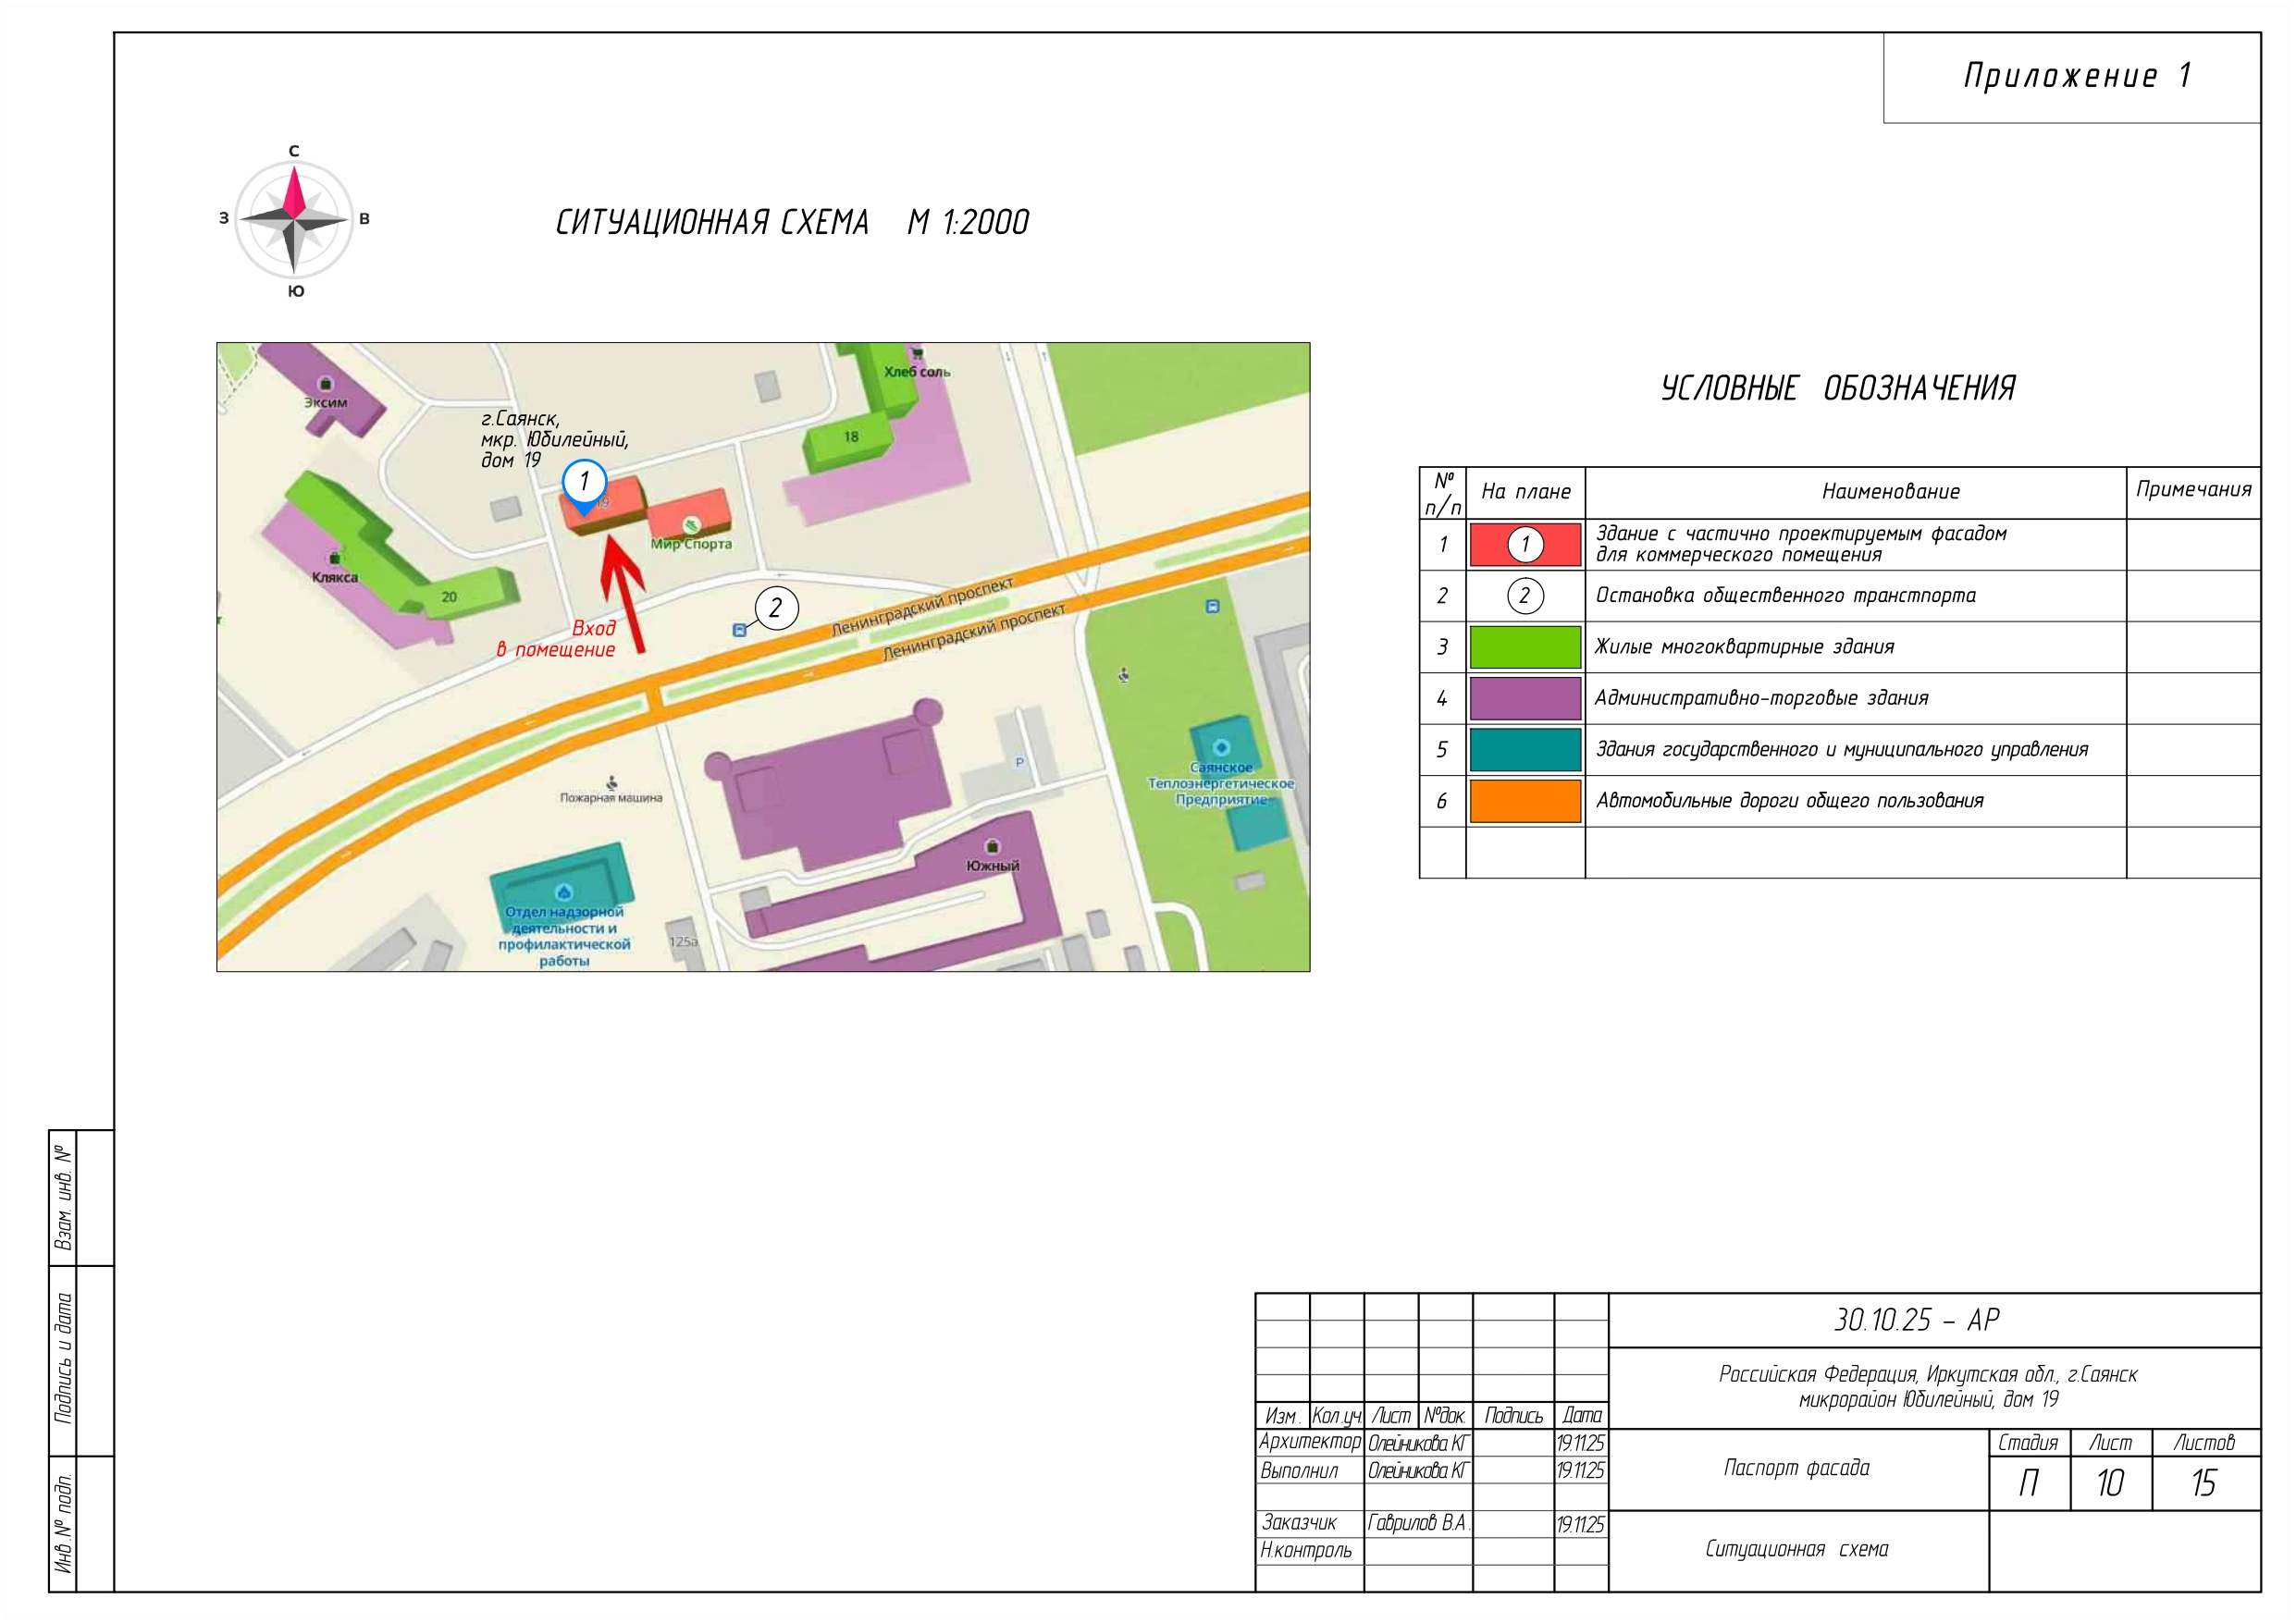 Приложение 1
С
З
В
Ю
СИТУАЦИОННАЯ СХЕМА М 1:2000
Эксим
Хлеб соль
г.Саянск,
мкр. Юбилейный,
дом 19
18
1
19
Мир Спорта
Клякса
20
2
Вход
в помещение
Ленинградский проспект
Ленинградский проспект
P
Пожарная машина
Саянское
Теплоэнергетическое
Предприятие
Южный
Отдел надзорной
деятельности и
профилактической
работы
125а
УСЛОВНЫЕ ОБОЗНАЧЕНИЯ
№ п/п На плане Наименование Примечания
1 1 Здание с частично проектируемым фасадом
для коммерческого помещения
2 2 Остановка общественного транстпорта
3 Жилые многоквартирные здания
4 Административно-торговые здания
5 Здания государственного и муниципального управления
6 Автомобильные дороги общего пользования
Взам. инв. №
Подпись и дата
Инв.№ подп.
30.10.25 - АР
Российская Федерация, Иркутская обл., г.Саянск
микрорайон Юбилейный, дом 19
Изм. Кол.уч. Лист №док. Подпись Дата
Архитектор Олейникова КГ 19.11.25
Выполнил Олейникова КГ 19.11.25
Заказчик Гаврилов В.А. 19.11.25
Н.контроль
Паспорт фасада
Стадия Лист Листов
П 10 15
Ситуационная схема